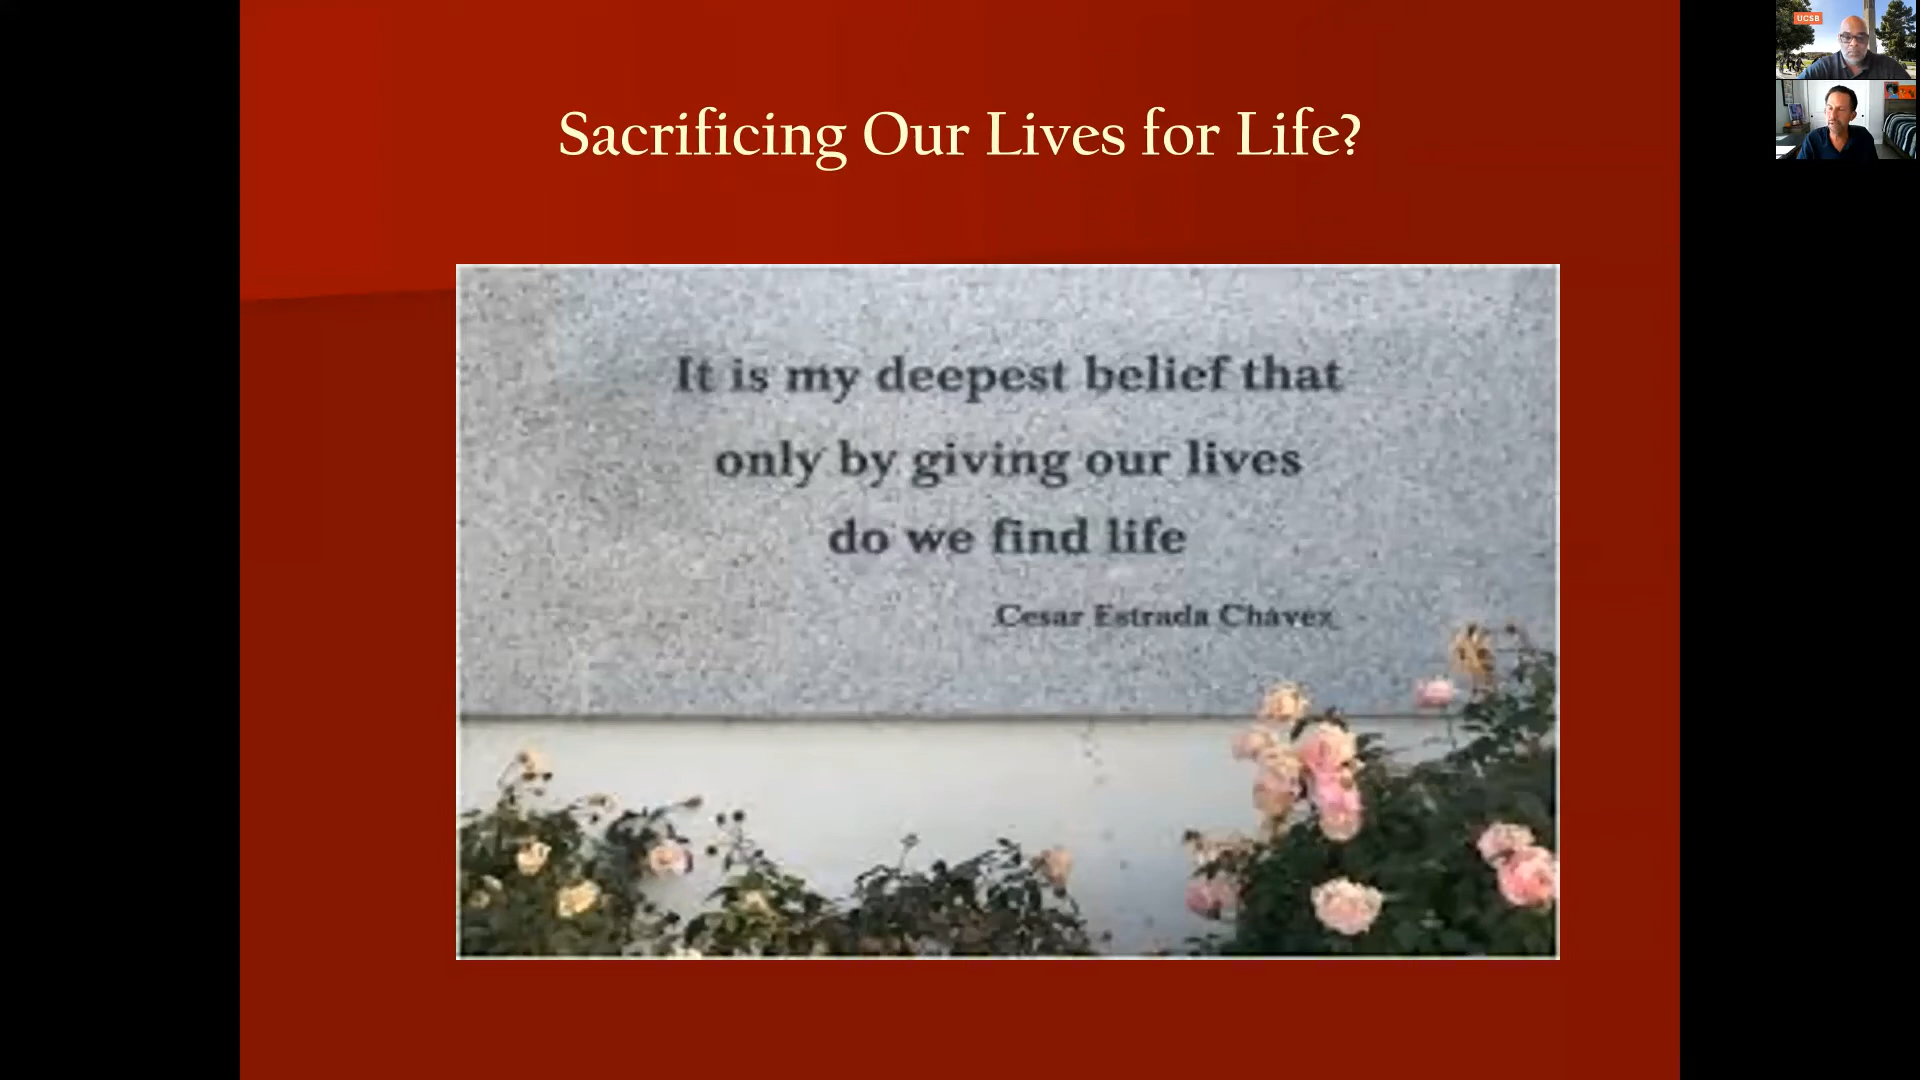 Sacrificing Our Lives for Life?
It is my deepest belief that
only by giving our lives
do we find life
Cesar Estrada Chavez
UCSB